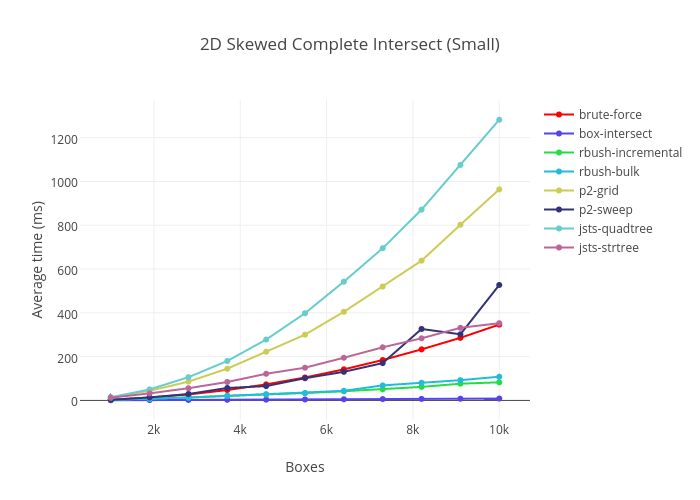 2D Skewed Complete Intersect (Small)
brute-force
box-intersect
rbush-incremental
rbush-bulk
p2-grid
p2-sweep
jsts-quadtree
jsts-strtree
Average time (ms)
1200
1000
800
600
400
200
0
2k 4k 6k 8k 10k
Boxes